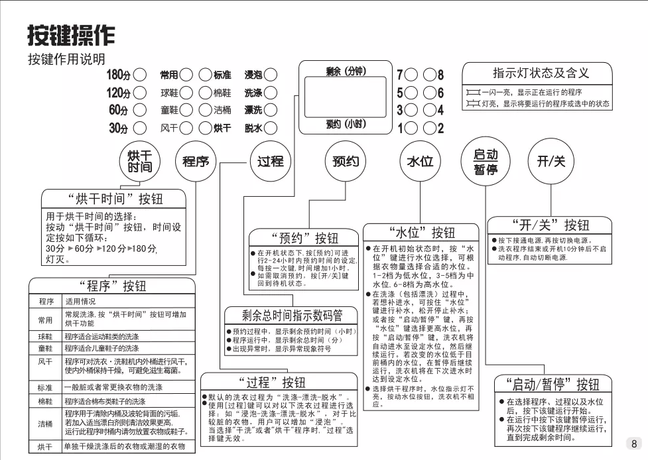 按键操作
按键作用说明
180分 常用 标准 浸泡
120分 球鞋 棉鞋 洗涤
60分 童鞋 洁桶 漂洗
30分 风干 烘干 脱水
剩余 (分钟)
预约 (小时)
7 8
5 6
3 4
1 2
指示灯状态及含义
一闪一亮，显示正在运行的程序
灯亮，显示将要运行的程序或选中的状态
烘干
时间
程序
过程
预约
水位
启动
暂停
开/关
“烘干时间”按钮
用于烘干时间的选择:
按动“烘干时间”按钮，时间设
定按如下循环:
30分▶60分▶120分▶180分,
灯灭。
“程序”按钮
程序 适用情况
常用 常规洗涤,按“烘干时间”按钮可增加
烘干功能
球鞋 程序适合运动鞋类的洗涤
童鞋 程序适合儿童鞋子的洗涤
风干 程序可对洗衣·洗鞋机内外桶进行风干,
使内外桶保持干燥，可避免滋生霉菌。
标准 一般脏或者常更换衣物的洗涤
棉鞋 程序适合棉布类鞋子的洗涤
洁桶 程序用于清除内桶及波轮背面的污垢,
若加入适当漂白剂则清洁效果更高,
运行此程序时桶内请勿放置衣物或鞋子。
烘干 单独干燥洗涤后的衣物或潮湿的衣物
“预约”按钮
●在开机状态下,按[预约]可进
行2-24小时内预约时间的设定,
每按一次键,时间增加1小时。
●如需取消预约，按[开/关]键
回到待机状态。
剩余总时间指示数码管
●预约过程中，显示剩余预约时间（小时）
●程序运行中，显示剩余总时间（分）
●出现异常时，显示异常现象符号
“过程”按钮
●默认的洗衣过程为“洗涤-漂洗-脱水”。
●使用[过程]键可以对以下洗衣过程进行选
择：如“浸泡-洗涤-漂洗-脱水”，对于比
较脏的衣物，用户可以增加“浸泡”。
当选择"干洗"或者"烘干"程序时,"过程"选
择键无效。
“水位”按钮
●在开机初始状态时，按“水
位”键进行水位选择，可根
据衣物量选择合适的水位。
1-2档为低水位，3-5档为中
水位, 6-8档为高水位。
●在洗涤（包括漂洗）过程中，
若想补进水，可按住“水位”
键进行补水，松开停止补水；
或者按“启动/暂停”键，再按
“水位”键选择更高水位，再
按“启动/暂停”键，洗衣机将
自动进水至设定水位，然后继
续运行。若改变的水位低于目
前桶内的水位，在暂停后继续
运行，洗衣机将在下次进水时
达到设定水位。
●选择烘干程序时，水位指示灯不
亮，按动水位按钮，洗衣机不相
应。
“开/关”按钮
●按下接通电源,再按切换电源。
●洗衣程序结束或开机10分钟后不启
动程序,自动切断电源
“启动/暂停”按钮
●在选择程序、过程以及水位
后，按下该键运行开始。
●在运行中按下该键暂停运行,
再次按下该键程序继续运行，
直到完成剩余时间。
8